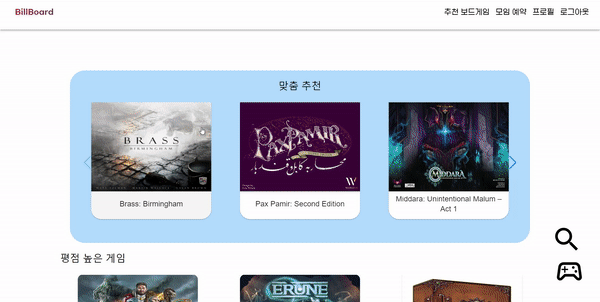 BillBoard
추천 보드게임 모임 예약 프로필 로그아웃
맞춤 추천
BRASS
BIRMINGHAM
PAX PAMIR
MIDDARA
Brass: Birmingham
Pax Pamir: Second Edition
Middara: Unintentional Malum –
Act 1
평점 높은 게임
ERUNE